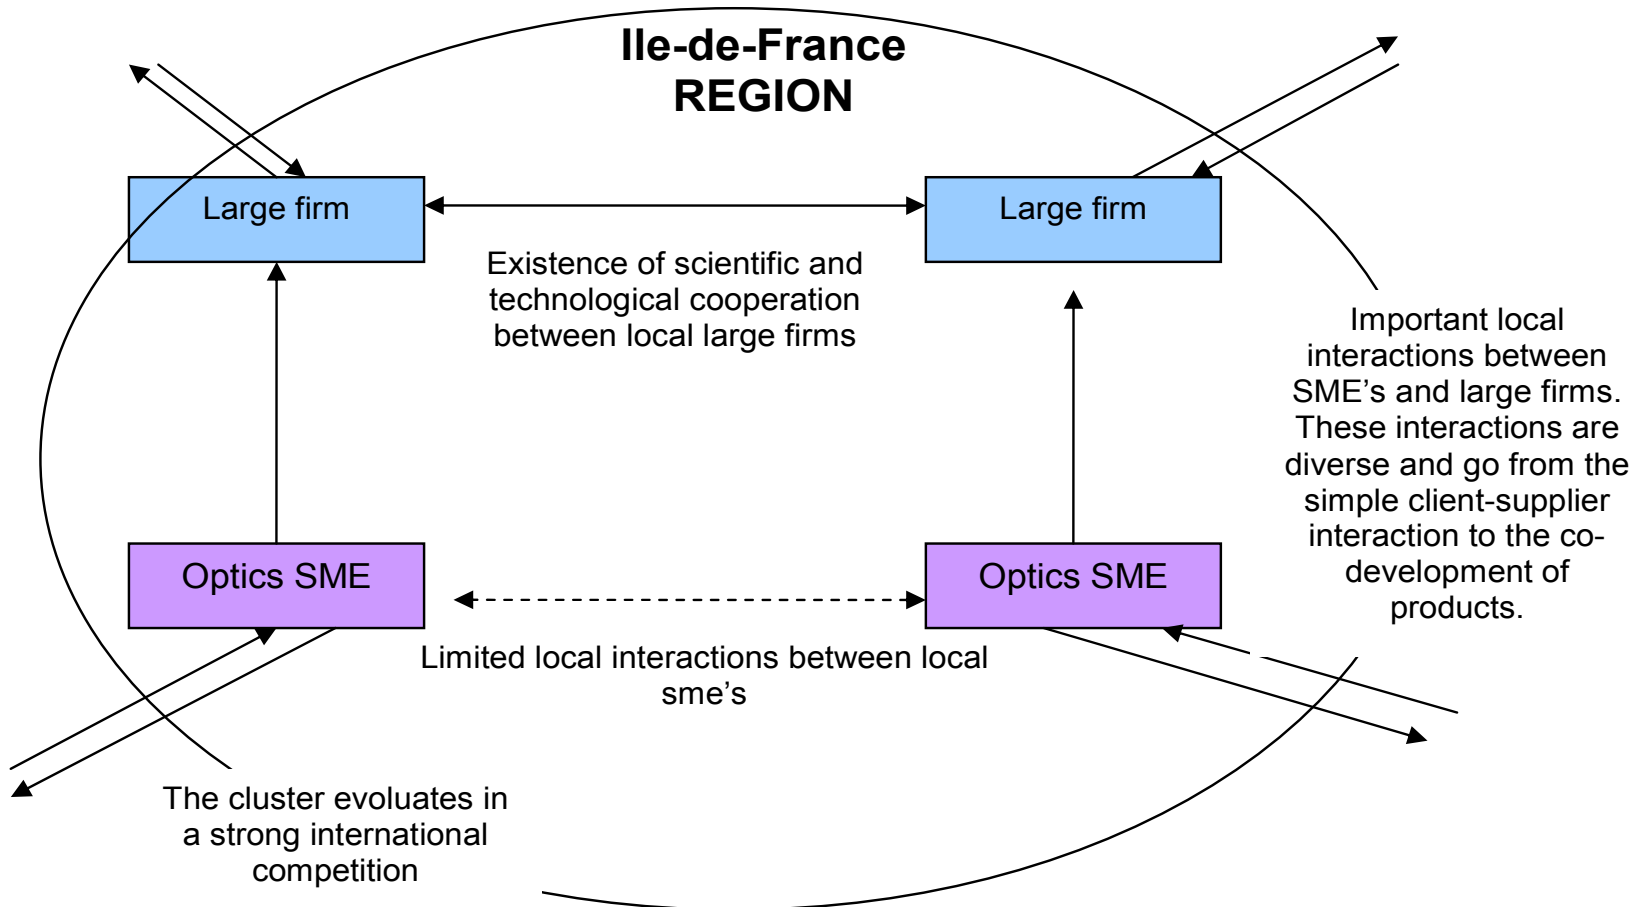 Ile-de-France
REGION
Large firm
Large firm
Existence of scientific and
technological cooperation
between local large firms
Important local
interactions between
SME’s and large firms.
These interactions are
diverse and go from the
simple client-supplier
interaction to the co-
development of
products.
Optics SME
Optics SME
Limited local interactions between local
sme’s
The cluster evoluates in
a strong international
competition